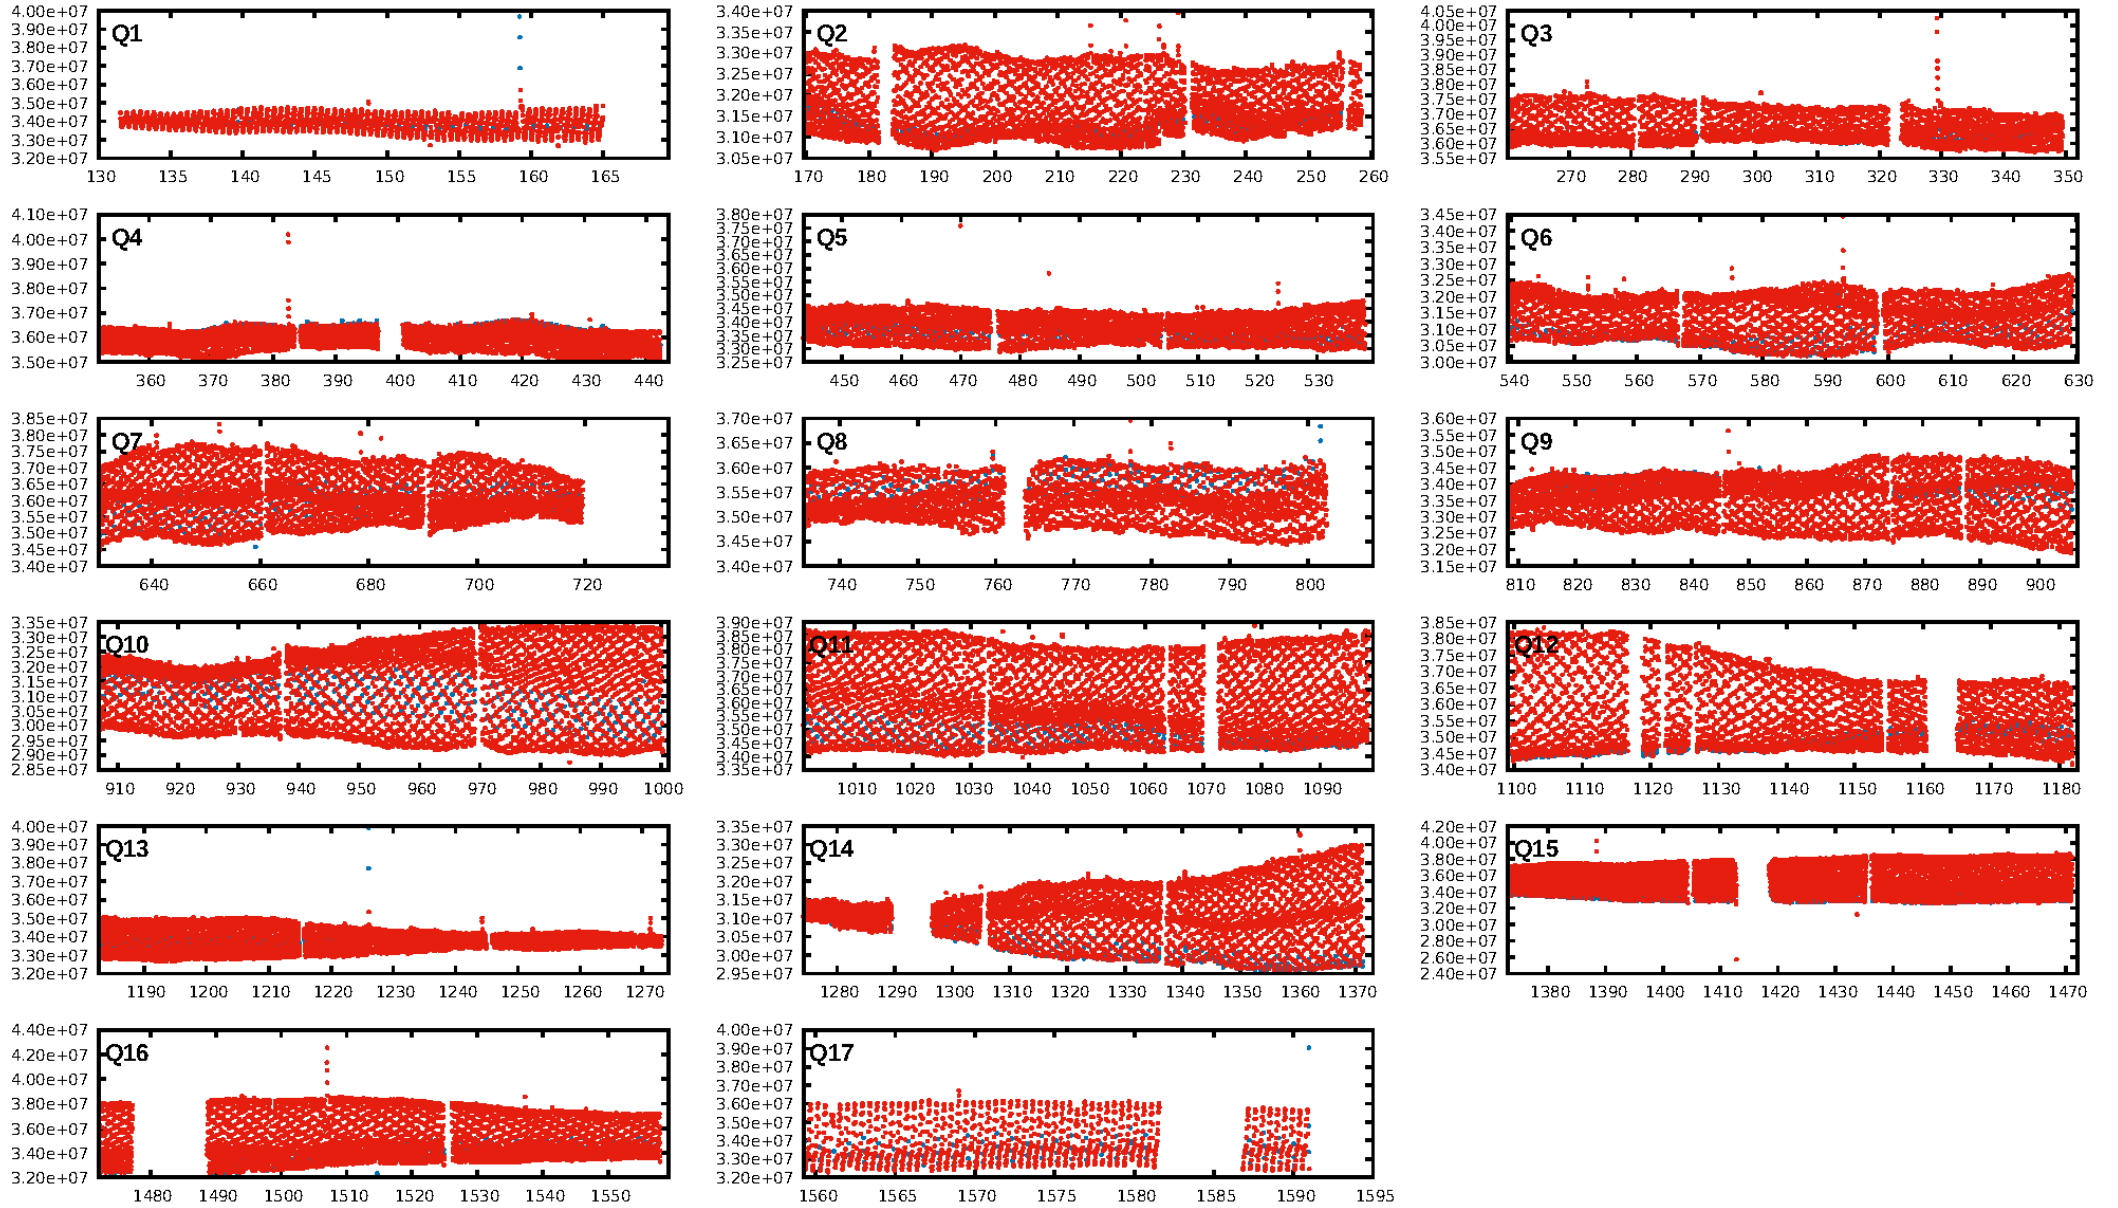 4.00e+07
Q1
3.90e+07
3.80e+07
3.70e+07
3.60e+07
3.50e+07
3.40e+07
3.30e+07
3.20e+07
130 135 140 145 150 155 160 165
3.40e+07
Q2
3.35e+07
3.30e+07
3.25e+07
3.20e+07
3.15e+07
3.10e+07
3.05e+07
170 180 190 200 210 220 230 240 250 260
4.05e+07
4.00e+07
Q3
3.95e+07
3.90e+07
3.85e+07
3.80e+07
3.75e+07
3.70e+07
3.65e+07
3.60e+07
3.55e+07
270 280 290 300 310 320 330 340 350
4.10e+07
Q4
4.00e+07
3.90e+07
3.80e+07
3.70e+07
3.60e+07
3.50e+07
360 370 380 390 400 410 420 430 440
3.80e+07
3.75e+07
Q5
3.70e+07
3.65e+07
3.60e+07
3.55e+07
3.50e+07
3.45e+07
3.40e+07
3.35e+07
3.30e+07
3.25e+07
450 460 470 480 490 500 510 520 530
3.45e+07
3.40e+07
Q6
3.35e+07
3.30e+07
3.25e+07
3.20e+07
3.15e+07
3.10e+07
3.05e+07
3.00e+07
540 550 560 570 580 590 600 610 620 630
3.85e+07
3.80e+07
Q7
3.75e+07
3.70e+07
3.65e+07
3.60e+07
3.55e+07
3.50e+07
3.45e+07
3.40e+07
640 660 680 700 720
3.70e+07
Q8
3.65e+07
3.60e+07
3.55e+07
3.50e+07
3.45e+07
3.40e+07
740 750 760 770 780 790 800
3.60e+07
3.55e+07
Q9
3.50e+07
3.45e+07
3.40e+07
3.35e+07
3.30e+07
3.25e+07
3.20e+07
3.15e+07
810 820 830 840 850 860 870 880 890 900
3.35e+07
3.30e+07
Q10
3.25e+07
3.20e+07
3.15e+07
3.10e+07
3.05e+07
3.00e+07
2.95e+07
2.90e+07
2.85e+07
910 920 930 940 950 960 970 980 990 1000
3.90e+07
3.85e+07
Q11
3.80e+07
3.75e+07
3.70e+07
3.65e+07
3.60e+07
3.55e+07
3.50e+07
3.45e+07
3.40e+07
3.35e+07
1010 1020 1030 1040 1050 1060 1070 1080 1090
3.85e+07
3.80e+07
Q12
3.75e+07
3.70e+07
3.65e+07
3.60e+07
3.55e+07
3.50e+07
3.45e+07
3.40e+07
1100 1110 1120 1130 1140 1150 1160 1170 1180
4.00e+07
Q13
3.90e+07
3.80e+07
3.70e+07
3.60e+07
3.50e+07
3.40e+07
3.30e+07
3.20e+07
1190 1200 1210 1220 1230 1240 1250 1260 1270
3.35e+07
Q14
3.30e+07
3.25e+07
3.20e+07
3.15e+07
3.10e+07
3.05e+07
3.00e+07
2.95e+07
1280 1290 1300 1310 1320 1330 1340 1350 1360 1370
4.20e+07
4.00e+07
Q15
3.80e+07
3.60e+07
3.40e+07
3.20e+07
3.00e+07
2.80e+07
2.60e+07
2.40e+07
1380 1390 1400 1410 1420 1430 1440 1450 1460 1470
4.40e+07
Q16
4.20e+07
4.00e+07
3.80e+07
3.60e+07
3.40e+07
3.20e+07
1480 1490 1500 1510 1520 1530 1540 1550
4.00e+07
Q17
3.90e+07
3.80e+07
3.70e+07
3.60e+07
3.50e+07
3.40e+07
3.30e+07
3.20e+07
1560 1565 1570 1575 1580 1585 1590 1595